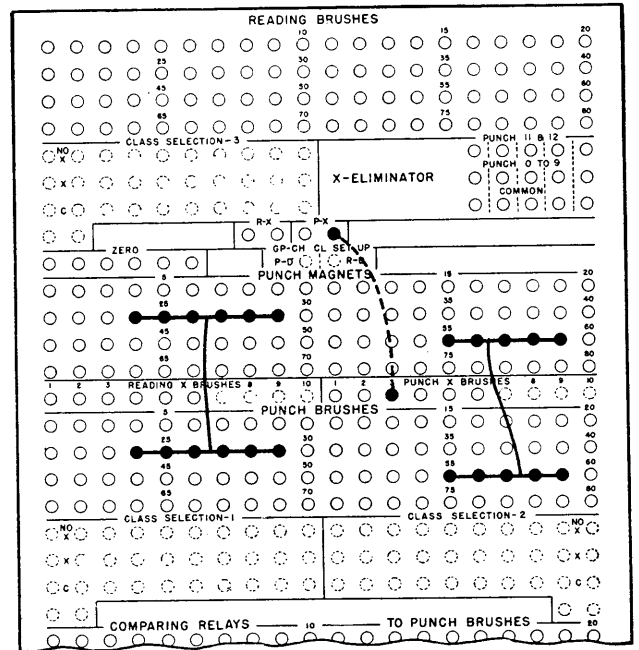 READING BRUSHES
10 15 20
25 30 35 40
45 50 55 60
65 70 75 80
CLASS SELECTION-3 PUNCH 11 & 12
NO X
PUNCH 0 TO 9
X X-ELIMINATOR
COMMON
C
R-X P-X
ZERO GP-CH CL SET UP
P-D R-D
5 PUNCH MAGNETS 15 20
25 30 35 40
45 50 55 60
65 70 75 80
1 2 3 READING X BRUSHES 8 9 10 1 2 PUNCH X BRUSHES 8 9 10
5 PUNCH BRUSHES 15 20
25 30 35 40
45 50 55 60
65 70 75 80
CLASS SELECTION-1 CLASS SELECTION-2
NO X NO X
X X
C C
COMPARING RELAYS 10 TO PUNCH BRUSHES 20